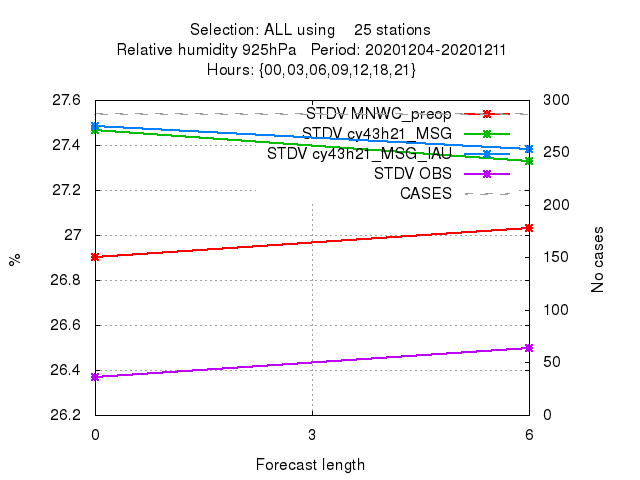 Selection: ALL using    25 stations
Relative humidity 925hPa   Period: 20201204-20201211
Hours: {00,03,06,09,12,18,21}
27.6
27.4
27.2
27
26.8
26.6
26.4
26.2
%
STDV MNWC_preop
STDV cy43h21_MSG
STDV cy43h21_MSG_IAU
STDV OBS
CASES
300
250
200
150
100
50
0
No cases
0
3
6
Forecast length